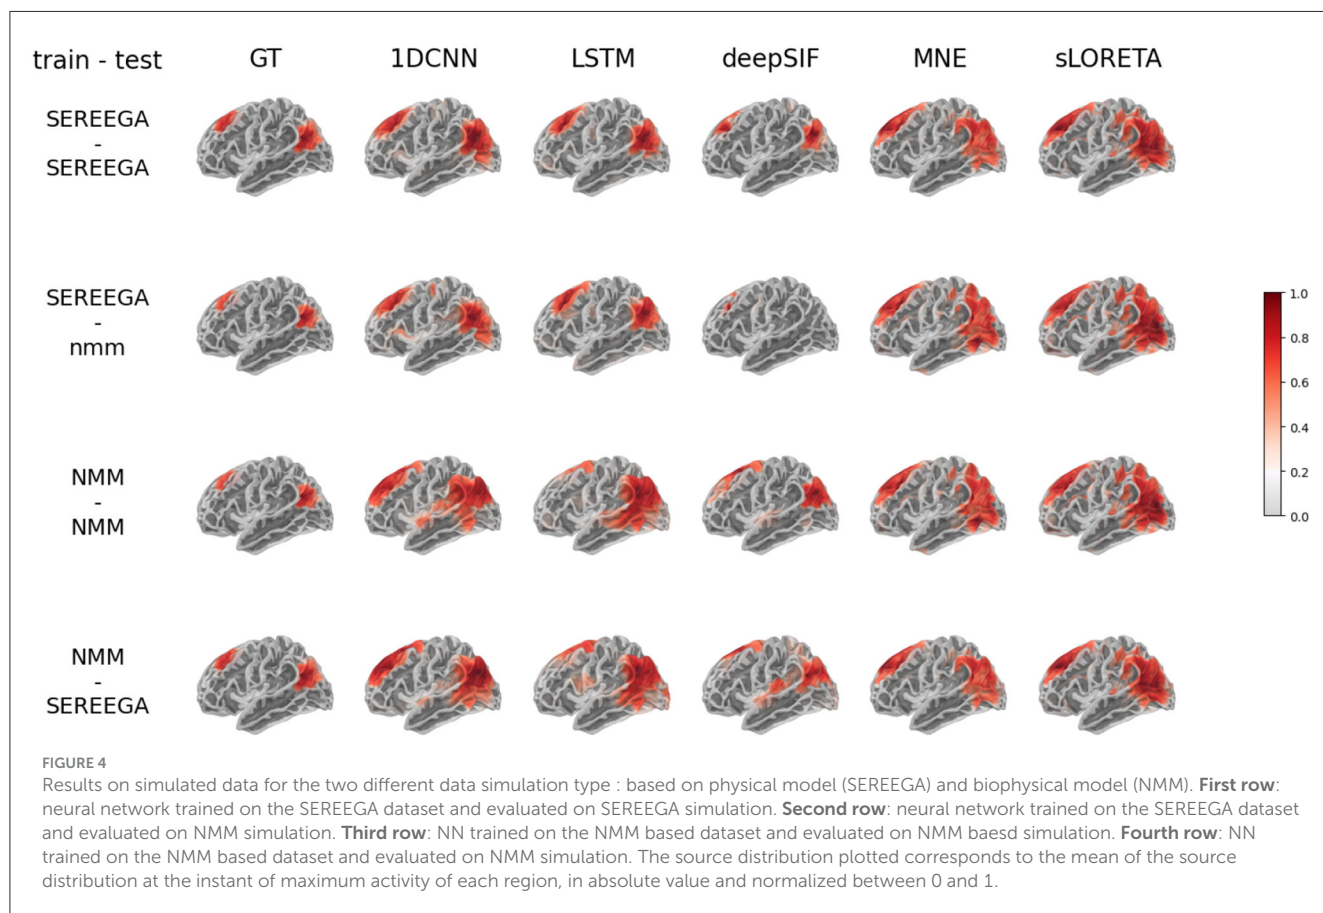 train - test GT 1DCNN LSTM deepSIF MNE sLORETA
SEREEGA
-
SEREEGA
SEREEGA
-
nmm
1.0
0.8
0.6
0.4
0.2
0.0
NMM
-
NMM
NMM
-
SEREEGA
FIGURE 4
Results on simulated data for the two different data simulation type : based on physical model (SEREEGA) and biophysical model (NMM). First row:
neural network trained on the SEREEGA dataset and evaluated on SEREEGA simulation. Second row: neural network trained on the SEREEGA dataset
and evaluated on NMM simulation. Third row: NN trained on the NMM based dataset and evaluated on NMM baesd simulation. Fourth row: NN
trained on the NMM based dataset and evaluated on NMM simulation. The source distribution plotted corresponds to the mean of the source
distribution at the instant of maximum activity of each region, in absolute value and normalized between 0 and 1.